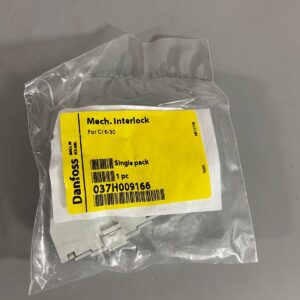 Mech. Interlock
For CI 6-30
Danfoss
Single pack
1 pc
037H009166